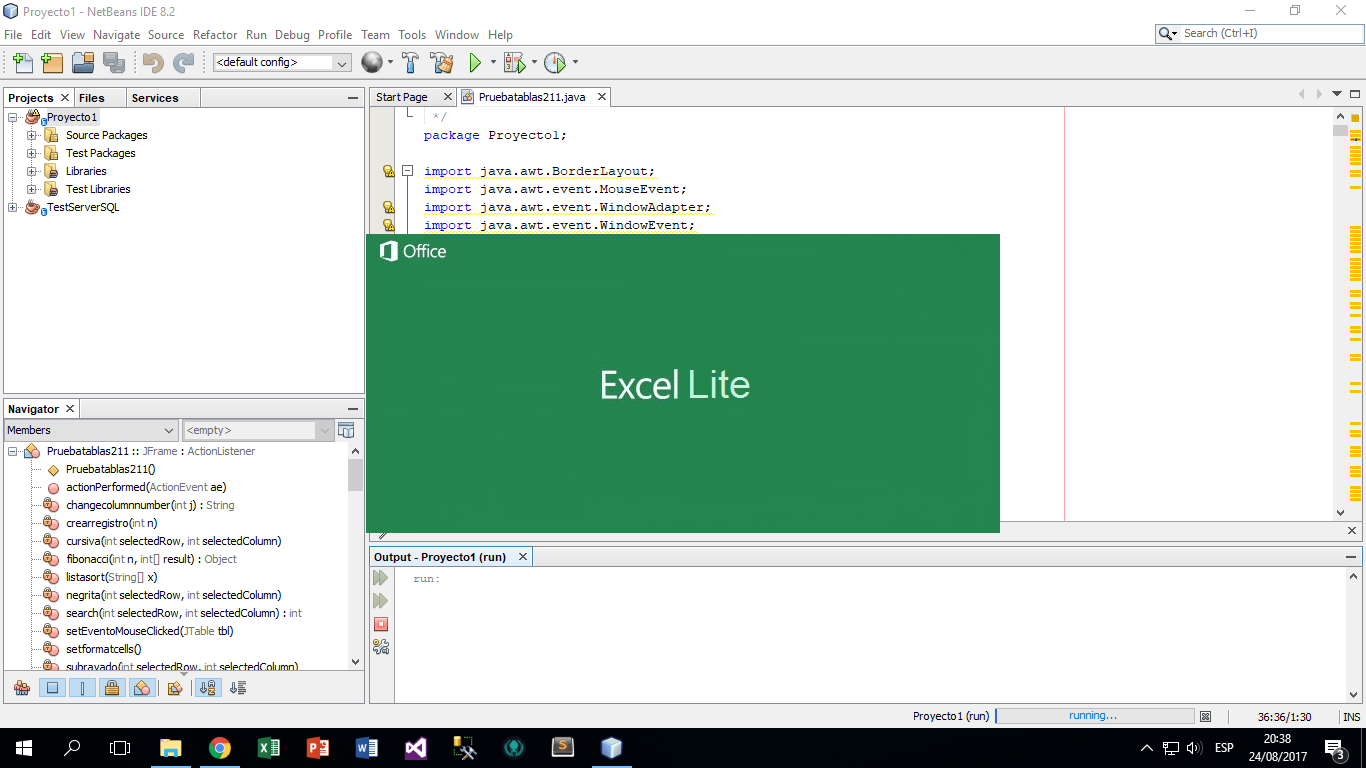 Proyecto1 - NetBeans IDE 8.2
File Edit View Navigate Source Refactor Run Debug Profile Team Tools Window Help
Search (Ctrl+I)
<default config>
Projects Files Services
Proyecto1
Source Packages
Test Packages
Libraries
Test Libraries
TestServerSQL
Start Page Pruebatablas211.java
*/
package Proyecto1;
import java.awt.BorderLayout;
import java.awt.event.MouseEvent;
import java.awt.event.WindowAdapter;
import java.awt.event.WindowEvent;
Office
Excel Lite
Navigator
Members <empty>
Pruebatablas211 :: JFrame : ActionListener
Pruebatablas211()
actionPerformed(ActionEvent ae)
changecolumnnumber(int j) : String
crearregistro(int n)
cursiva(int selectedRow, int selectedColumn)
fibonacci(int n, int[] result) : Object
listasort(String[] x)
negrita(int selectedRow, int selectedColumn)
search(int selectedRow, int selectedColumn) : int
setEventoMouseClicked(JTable tbl)
setformatcells()
subrayado(int selectedRow, int selectedColumn)
Output - Proyecto1 (run)
run:
Proyecto1 (run) running... 36:36/1:30 INS
ESP
20:38
24/08/2017
3